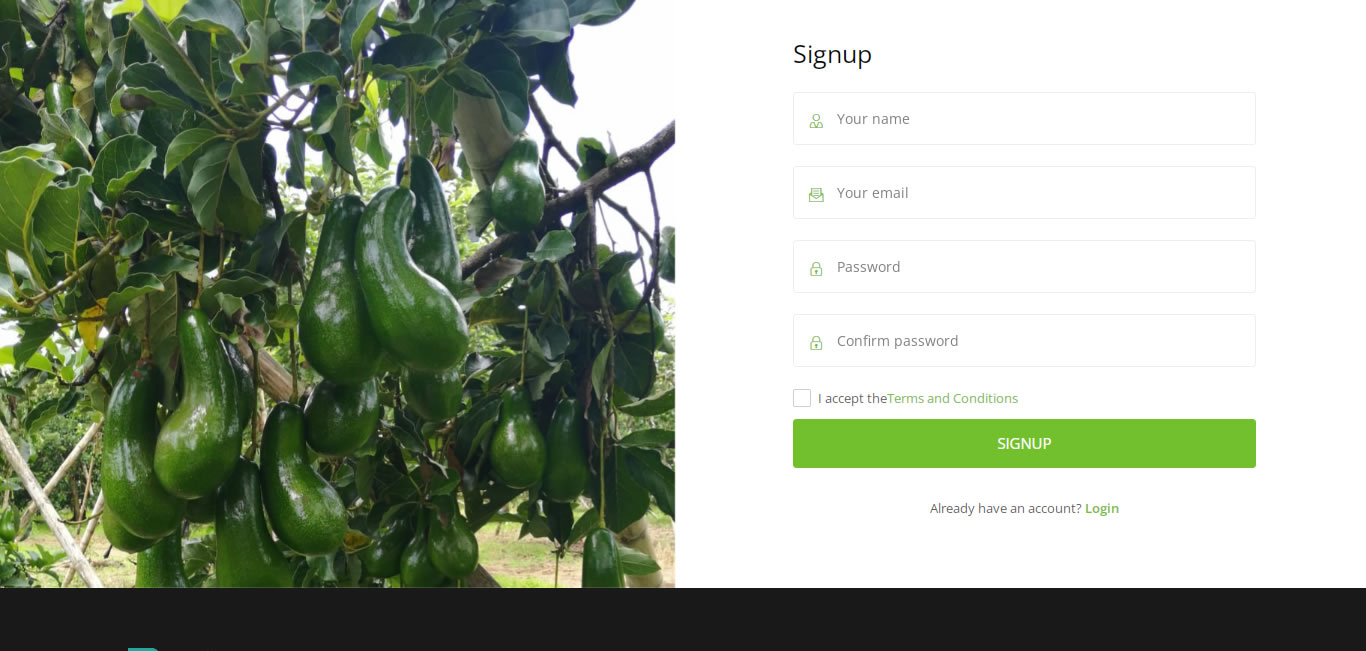 Signup
Your name
Your email
Password
Confirm password
I accept theTerms and Conditions
SIGNUP
Already have an account? Login